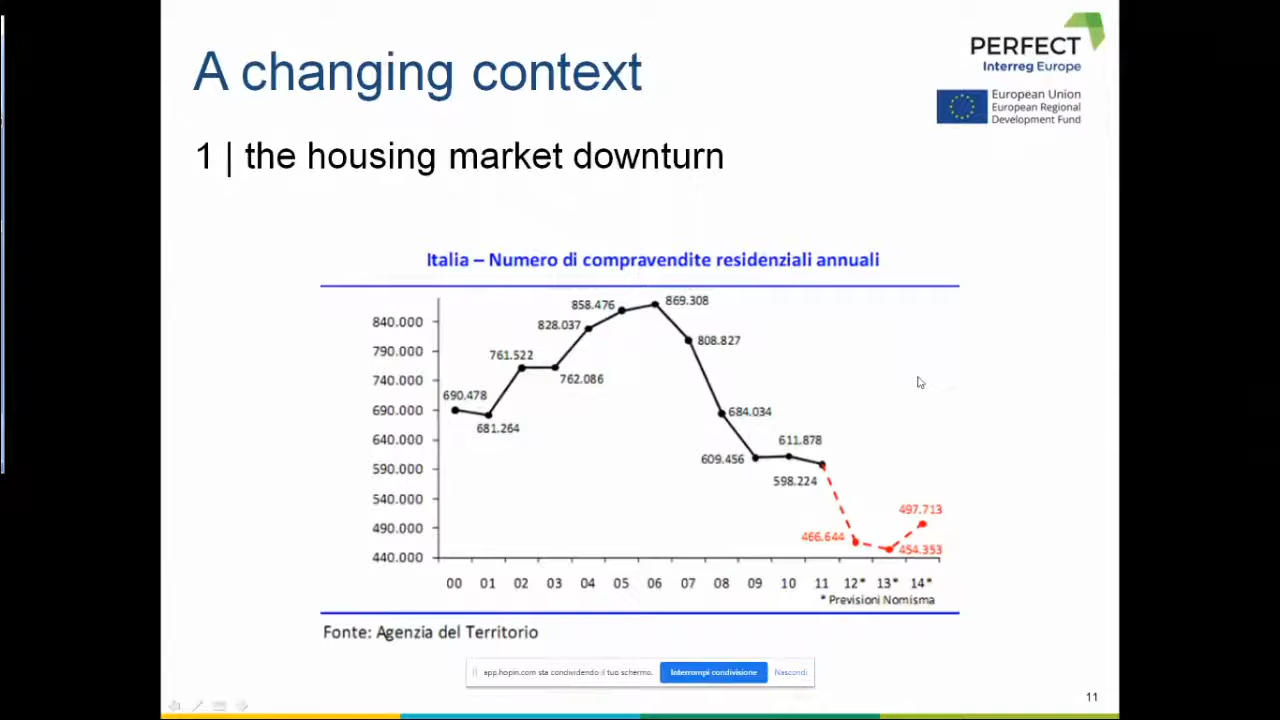 A changing context
PERFECT
Interreg Europe
European Union
European Regional
Development Fund
1 | the housing market downturn
Italia – Numero di compravendite residenziali annuali
840.000
790.000
740.000
690.000
640.000
590.000
540.000
490.000
440.000
690.478
681.264
761.522
762.086
828.037
858.476
869.308
808.827
684.034
609.456
611.878
598.224
466.644
454.353
497.713
00 01 02 03 04 05 06 07 08 09 10 11 12* 13* 14*
* Previsioni Nomisma
Fonte: Agenzia del Territorio
app.hopin.com sta condividendo il tuo schermo. Interrompi condivisione Nascondi
11